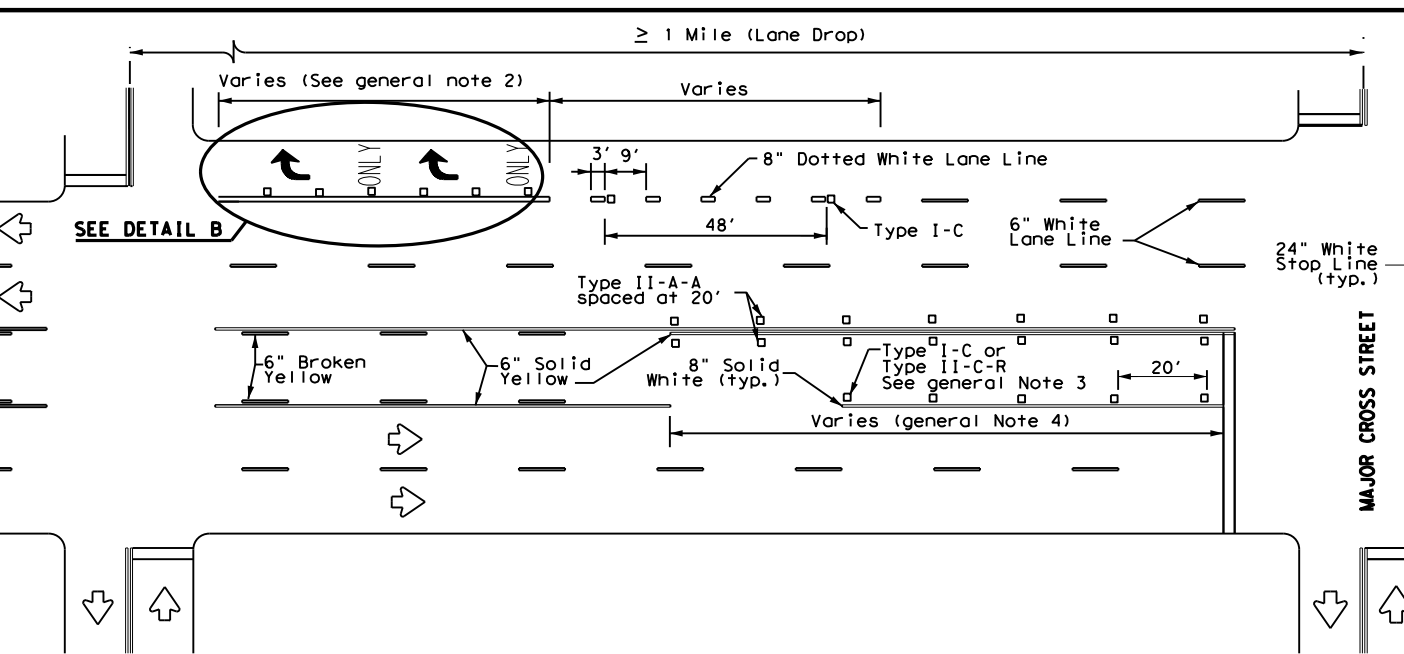 ≥ 1 Mile (Lane Drop)
Varies (See general note 2)
Varies
ONLY
ONLY
3' 9'
8" Dotted White Lane Line
SEE DETAIL B
48'
Type I-C
6" White
Lane Line
24" White
Stop Line
(typ.)
Type II-A-A
spaced at 20'
6" Broken
Yellow
6" Solid
Yellow
8" Solid
White (typ.)
Type I-C or
Type II-C-R
See general Note 3
20'
Varies (general Note 4)
MAJOR CROSS STREET